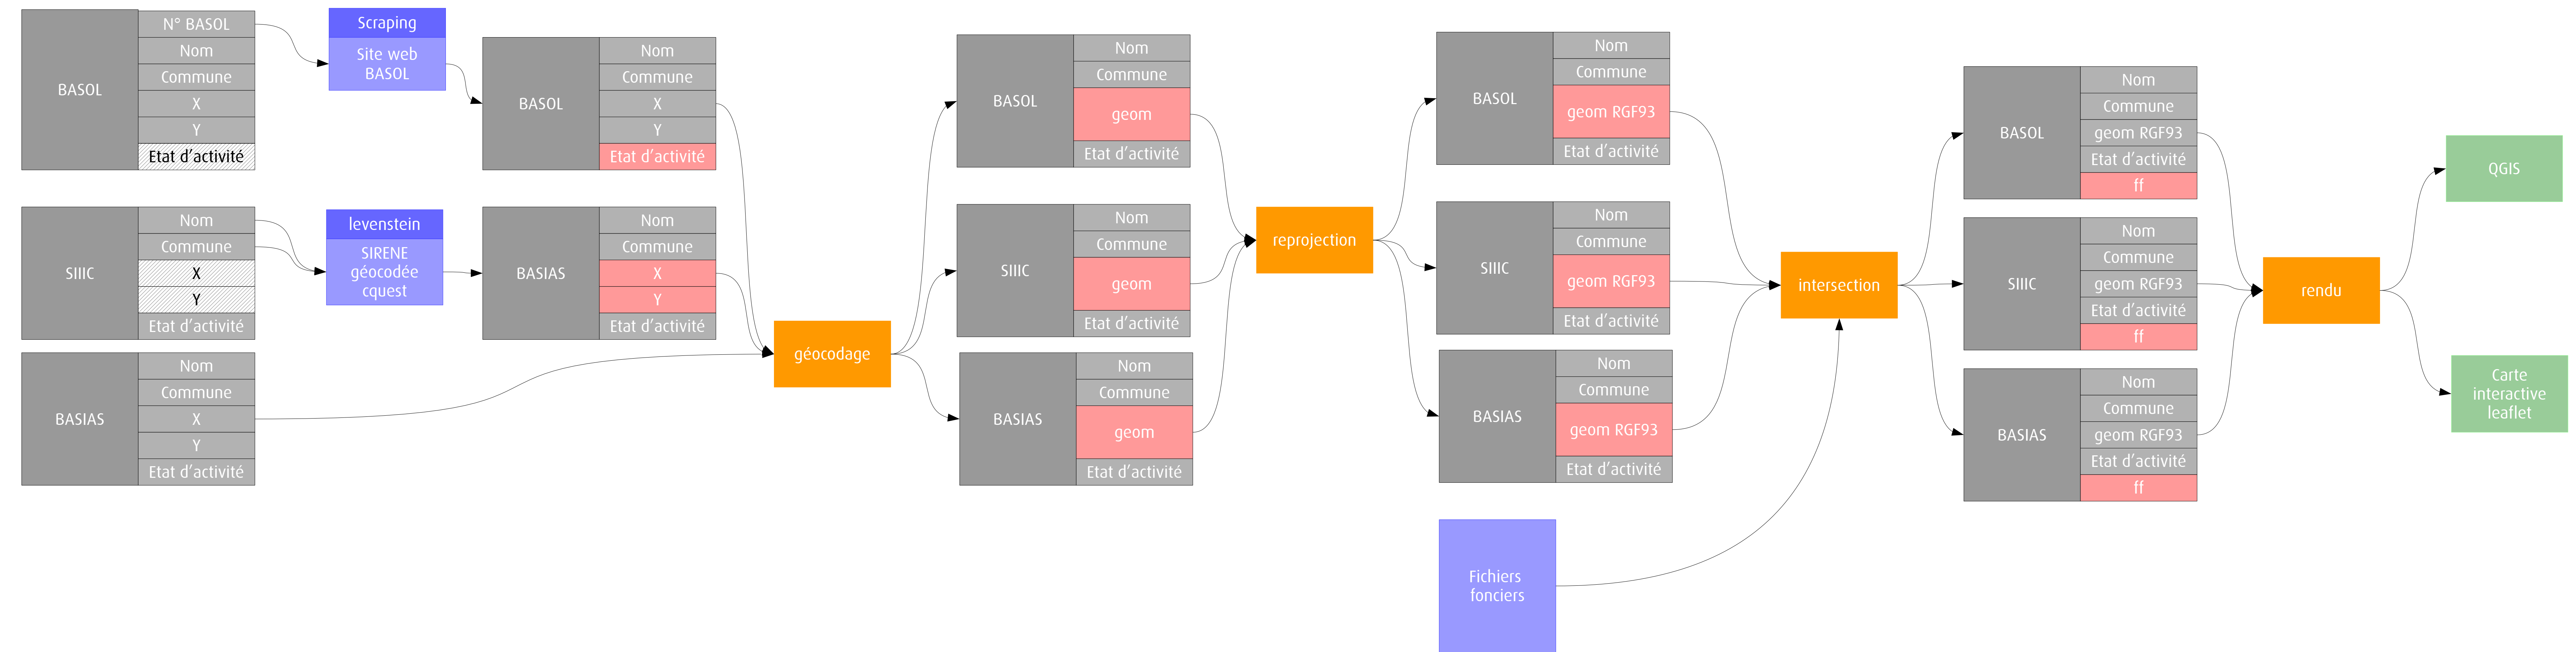 BASOL
N° BASOL
Nom
Commune
X
Y
Etat d'activité
Scraping
Site web
BASOL
BASOL
Nom
Commune
X
Y
Etat d'activité
SIIIC
Nom
Commune
X
Y
Etat d'activité
levenstein
SIRENE
géocodée
cquest
BASIAS
Nom
Commune
X
Y
Etat d'activité
BASIAS
Nom
Commune
X
Y
Etat d'activité
géocodage
BASOL
Nom
Commune
geom
Etat d'activité
SIIIC
Nom
Commune
geom
Etat d'activité
BASIAS
Nom
Commune
geom
Etat d'activité
reprojection
BASOL
Nom
Commune
geom RGF93
Etat d'activité
SIIIC
Nom
Commune
geom RGF93
Etat d'activité
BASIAS
Nom
Commune
geom RGF93
Etat d'activité
Fichiers
fonciers
intersection
BASOL
Nom
Commune
geom RGF93
Etat d'activité
ff
SIIIC
Nom
Commune
geom RGF93
Etat d'activité
ff
BASIAS
Nom
Commune
geom RGF93
Etat d'activité
ff
rendu
QGIS
Carte
interactive
leaflet